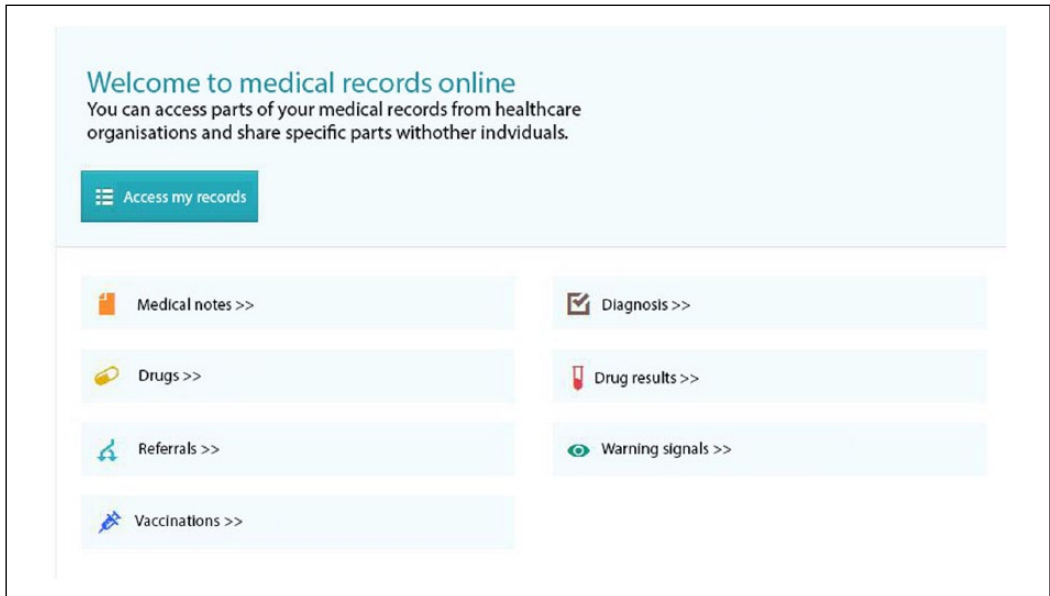 Welcome to medical records online
You can access parts of your medical records from healthcare
organisations and share specific parts withother indviduals.
Access my records
Medical notes >>
Diagnosis >>
Drugs >>
Drug results >>
Referrals >>
Warning signals >>
Vaccinations >>